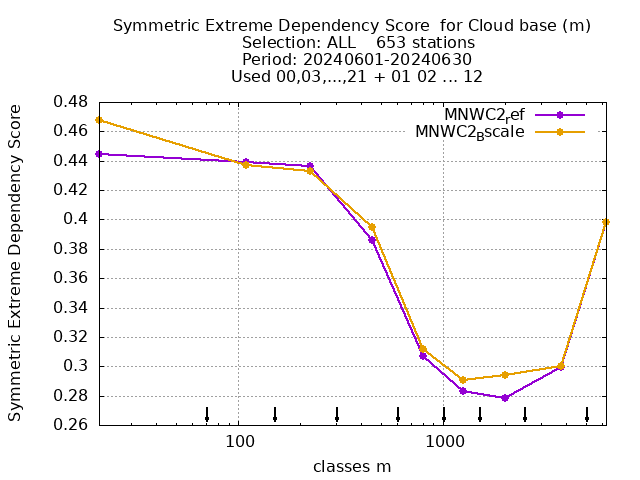 Symmetric Extreme Dependency Score for Cloud base (m)
Selection: ALL 653 stations
Period: 20240601-20240630
Used 00,03,...,21 + 01 02 ... 12
Symmetric Extreme Dependency Score
0.48
0.46
0.44
0.42
0.4
0.38
0.36
0.34
0.32
0.3
0.28
0.26
MNWC2ref
MNWC2Bscale
100
1000
classes m